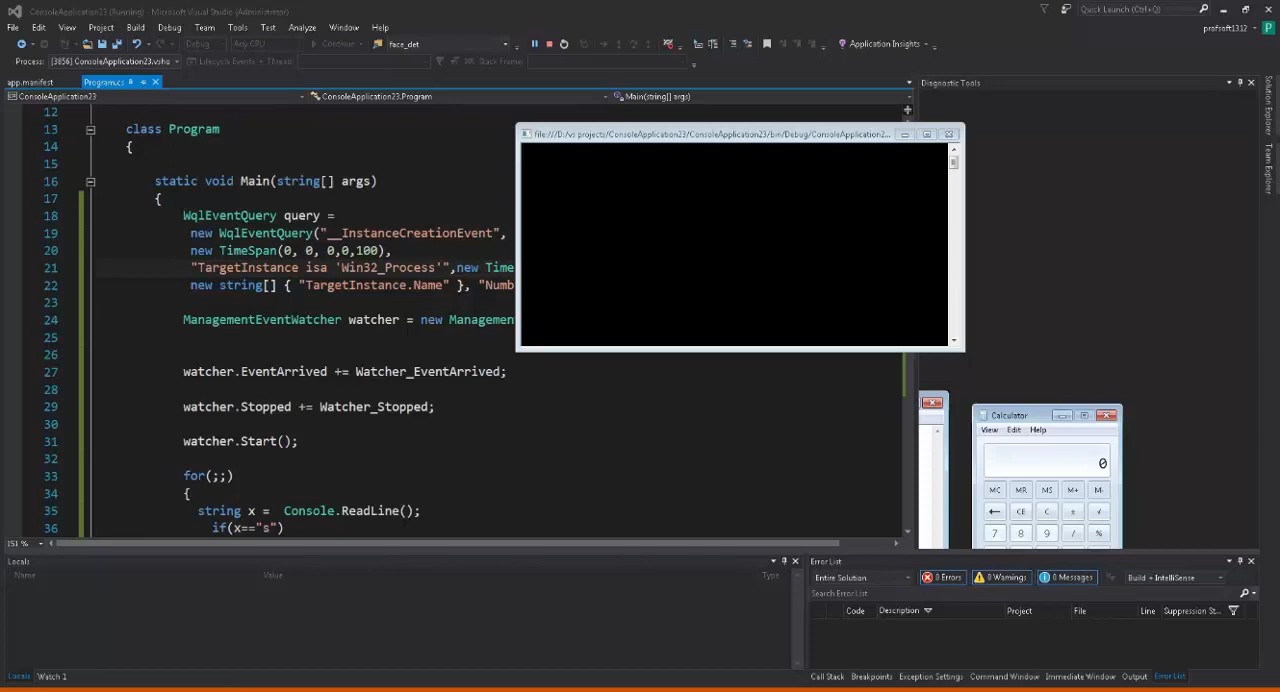 ConsoleApplication23 (Running) - Microsoft Visual Studio (Administrator)
Quick Launch (Ctrl+Q)
File Edit View Project Build Debug Team Tools Test Analyze Window Help
profsoft1312
P
Debug Any CPU Continue face_det Application Insights
Process: [3856] ConsoleApplication23.vsho Lifecycle Events Thread: Stack Frame:
app.manifest Program.cs
Diagnostic Tools
ConsoleApplication23 ConsoleApplication23.Program Main(string[] args)
Solution Explorer
Team Explorer
12
13 class Program
14 {
15
16 static void Main(string[] args)
17 {
18 WqlEventQuery query =
19 new WqlEventQuery("__InstanceCreationEvent",
20 new TimeSpan(0, 0, 0,0,100),
21 "TargetInstance isa 'Win32_Process'",new Time
22 new string[] { "TargetInstance.Name" }, "Numb
23
24 ManagementEventWatcher watcher = new Management
25
26
27 watcher.EventArrived += Watcher_EventArrived;
28
29 watcher.Stopped += Watcher_Stopped;
30
31 watcher.Start();
32
33 for(;;)
34 {
35 string x = Console.ReadLine();
36 if(x=="s")
file:///D:/vs projects/ConsoleApplication23/ConsoleApplication23/bin/Debug/ConsoleApplication2...
Calculator
View Edit Help
0
MC MR MS M+ M-
← CE C ± √
7 8 9 / %
151 %
Locals
Name Value Type
Locals Watch 1
Error List
Entire Solution 0 Errors 0 Warnings 0 Messages Build + IntelliSense
Search Error List
Code Description Project File Line Suppression St...
Call Stack Breakpoints Exception Settings Command Window Immediate Window Output Error List